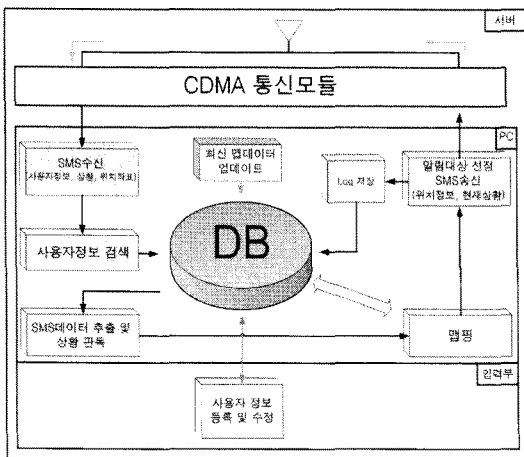 서버
CDMA 통신모듈
PC
SMS수신
(사용자정보, 상황, 위치좌표)
최신 맵데이터
업데이트
Log 저장
알림대상 선정
SMS송신
(위치정보, 현재상황)
사용자정보 검색
DB
SMS데이터 추출 및
상황 판독
맵핑
입력부
사용자 정보
등록 및 수정